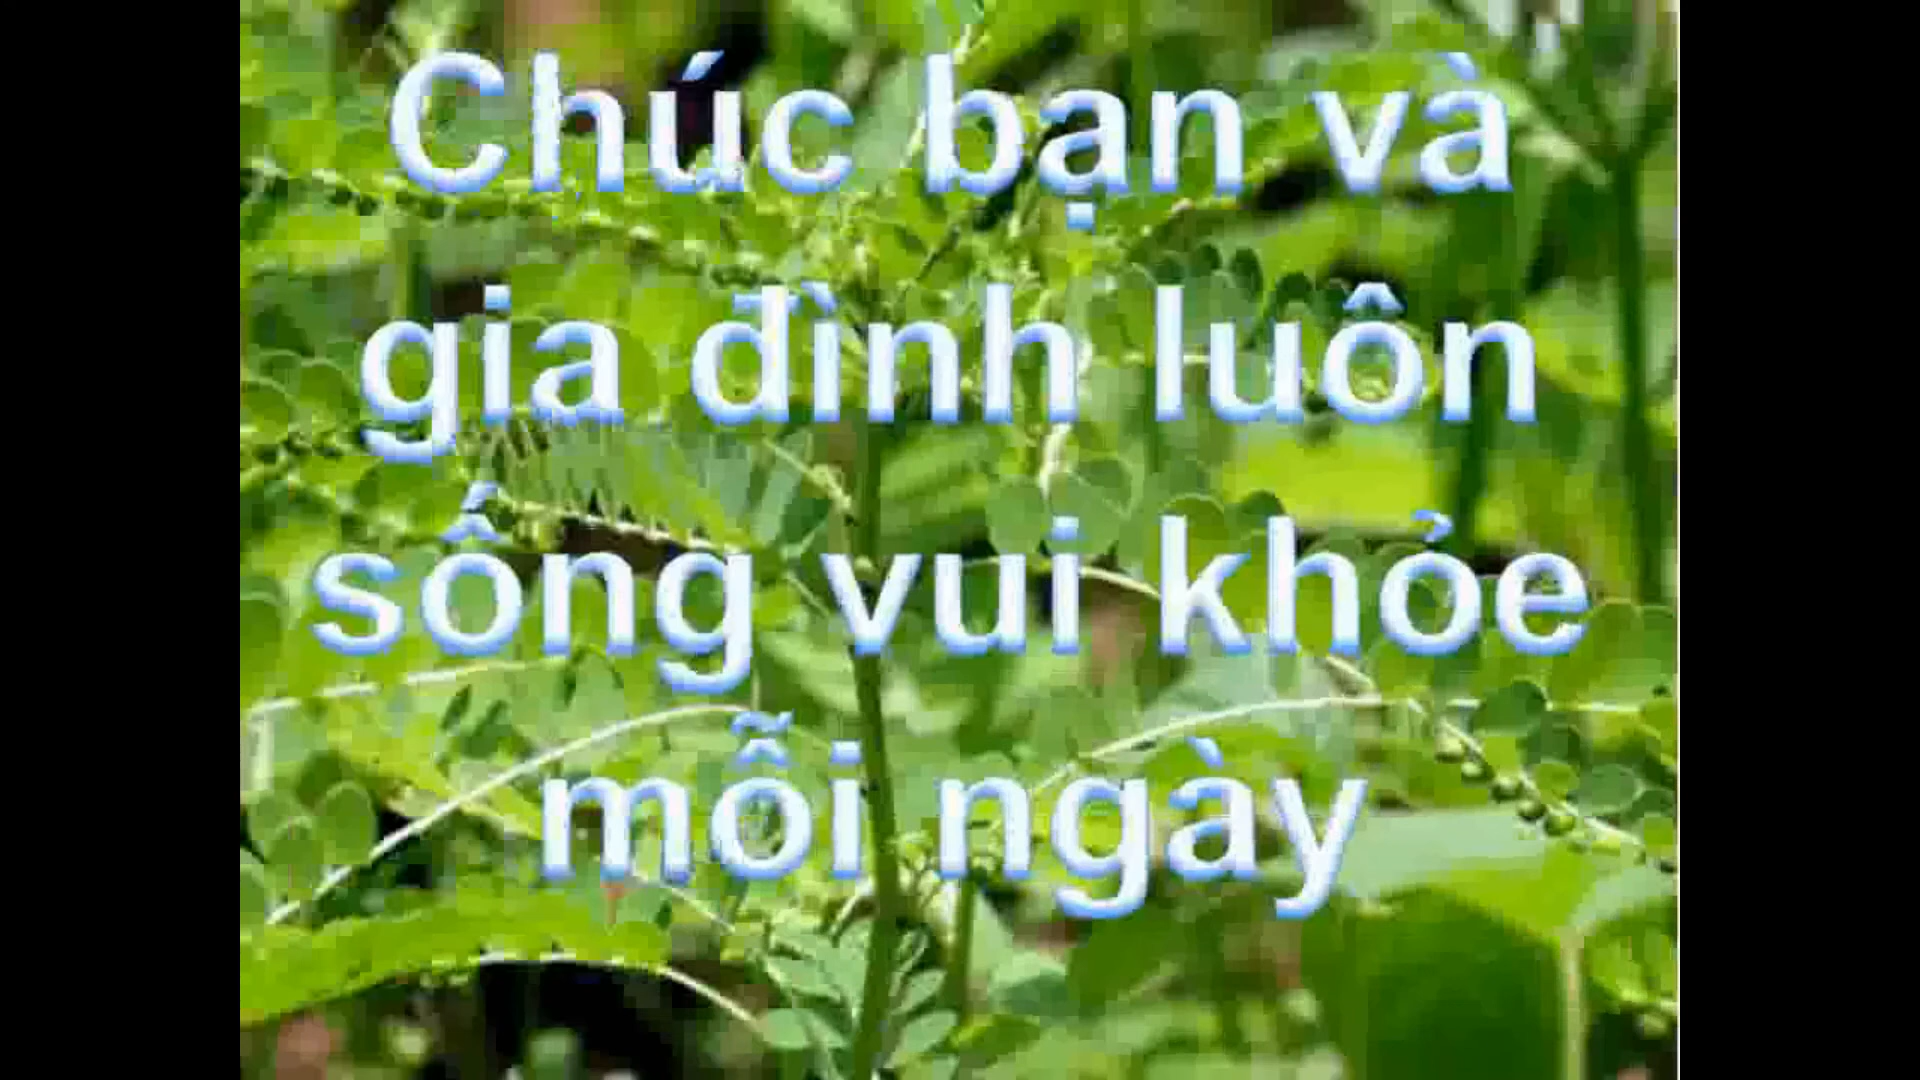 Chúc bạn và
gia đình luôn
sống vui khỏe
mỗi ngày